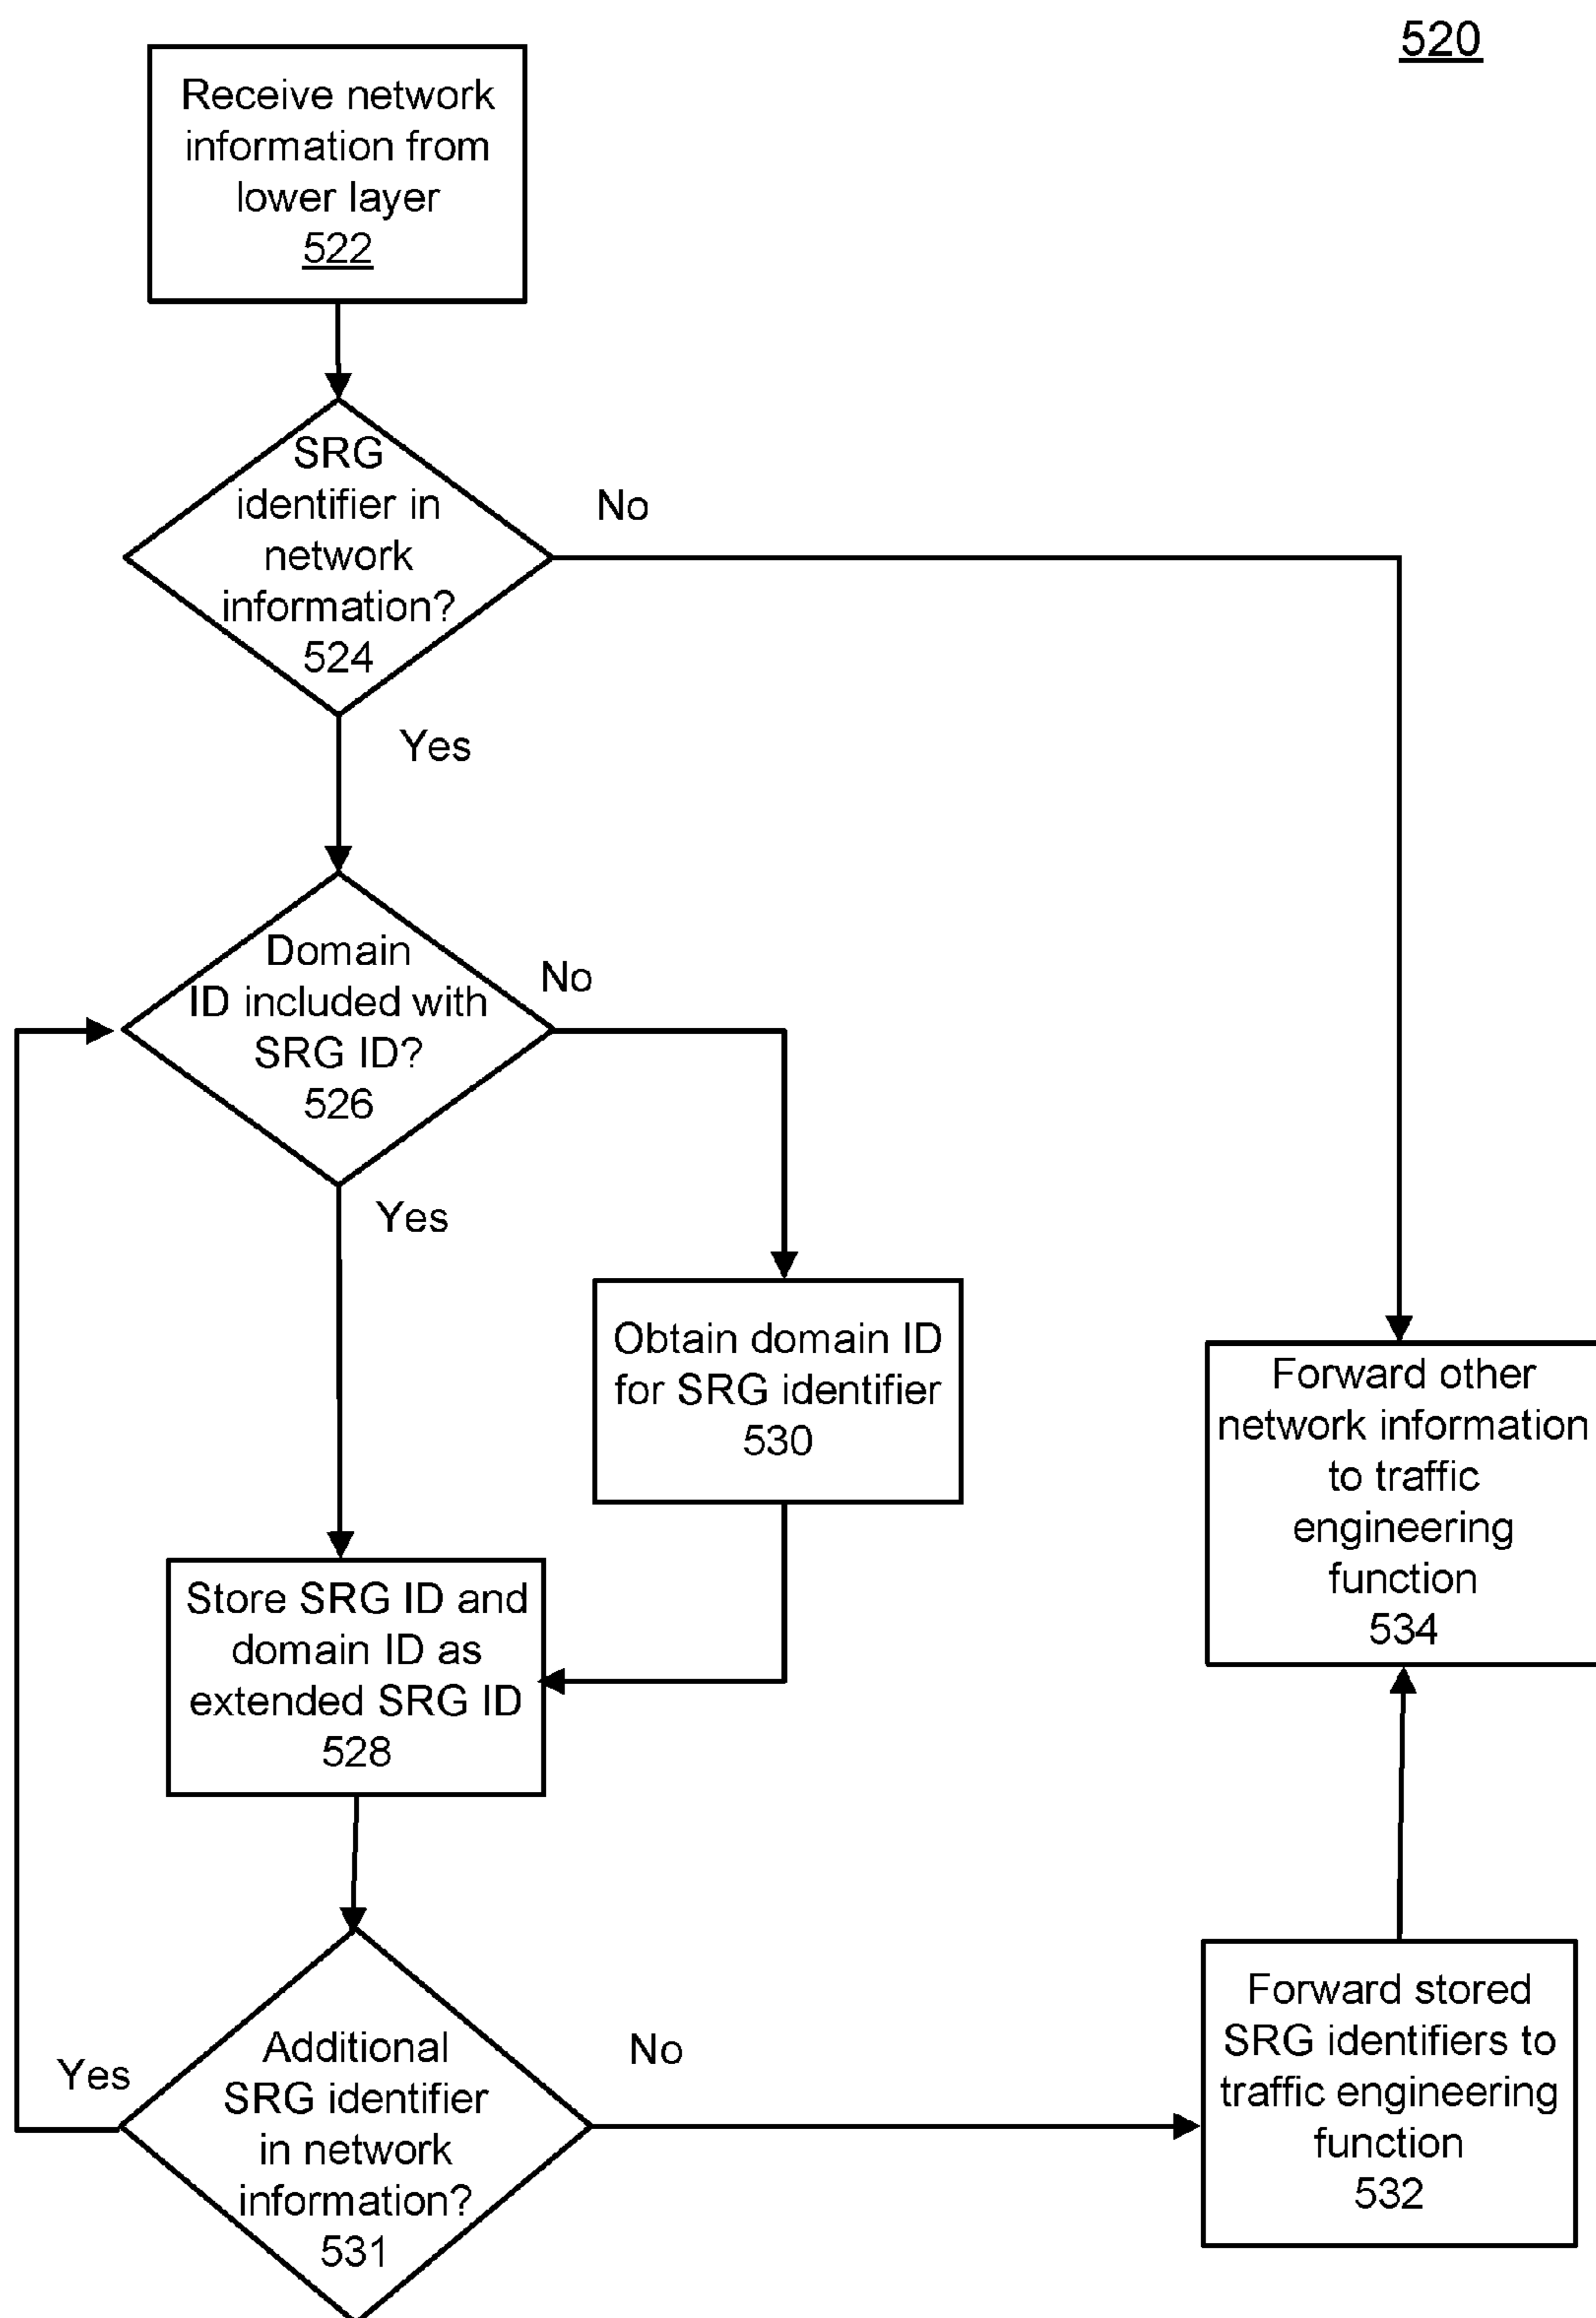 520
Receive network
information from
lower layer
522
SRG
identifier in
network
information?
524
No
Yes
Domain
ID included with
SRG ID?
526
No
Yes
Obtain domain ID
for SRG identifier
530
Forward other
network information
to traffic
engineering
function
534
Store SRG ID and
domain ID as
extended SRG ID
528
Additional
SRG identifier
in network
information?
531
Yes
No
Forward stored
SRG identifiers to
traffic engineering
function
532